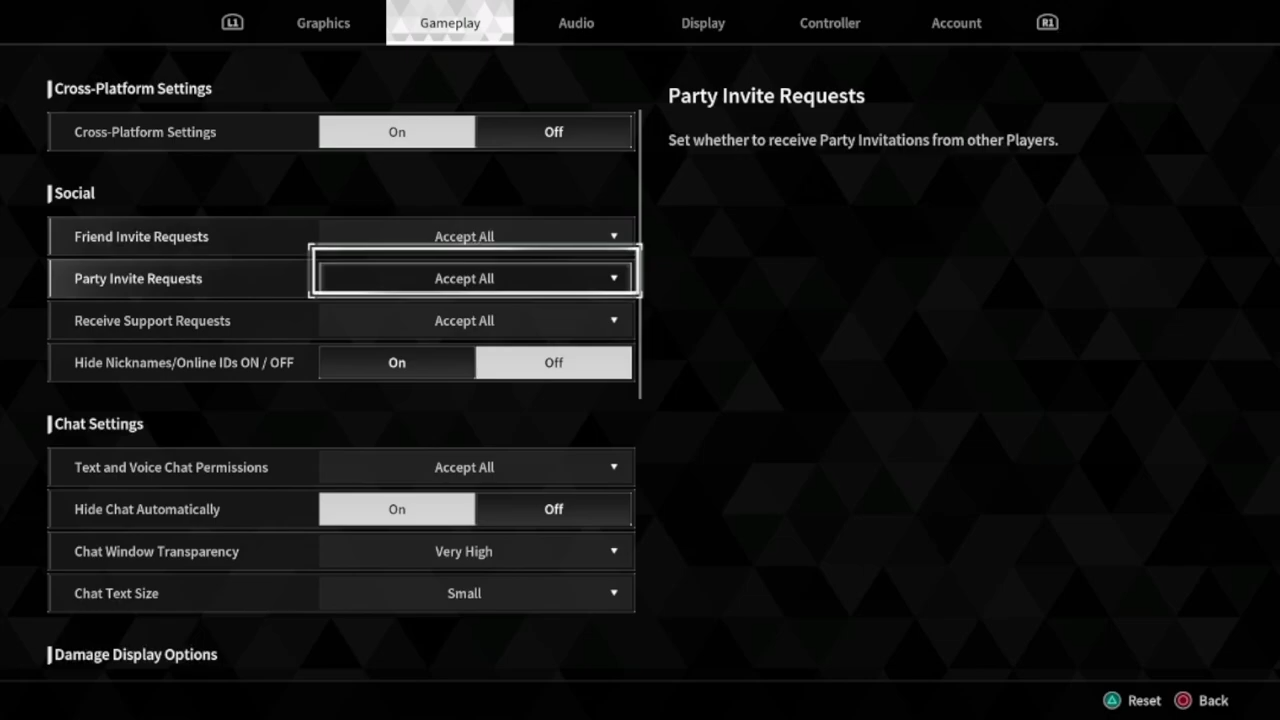 L1 Graphics Gameplay Audio Display Controller Account R1
Cross-Platform Settings
Cross-Platform Settings On Off
Social
Friend Invite Requests Accept All
Party Invite Requests Accept All
Receive Support Requests Accept All
Hide Nicknames/Online IDs ON / OFF On Off
Chat Settings
Text and Voice Chat Permissions Accept All
Hide Chat Automatically On Off
Chat Window Transparency Very High
Chat Text Size Small
Damage Display Options
Party Invite Requests
Set whether to receive Party Invitations from other Players.
Reset Back